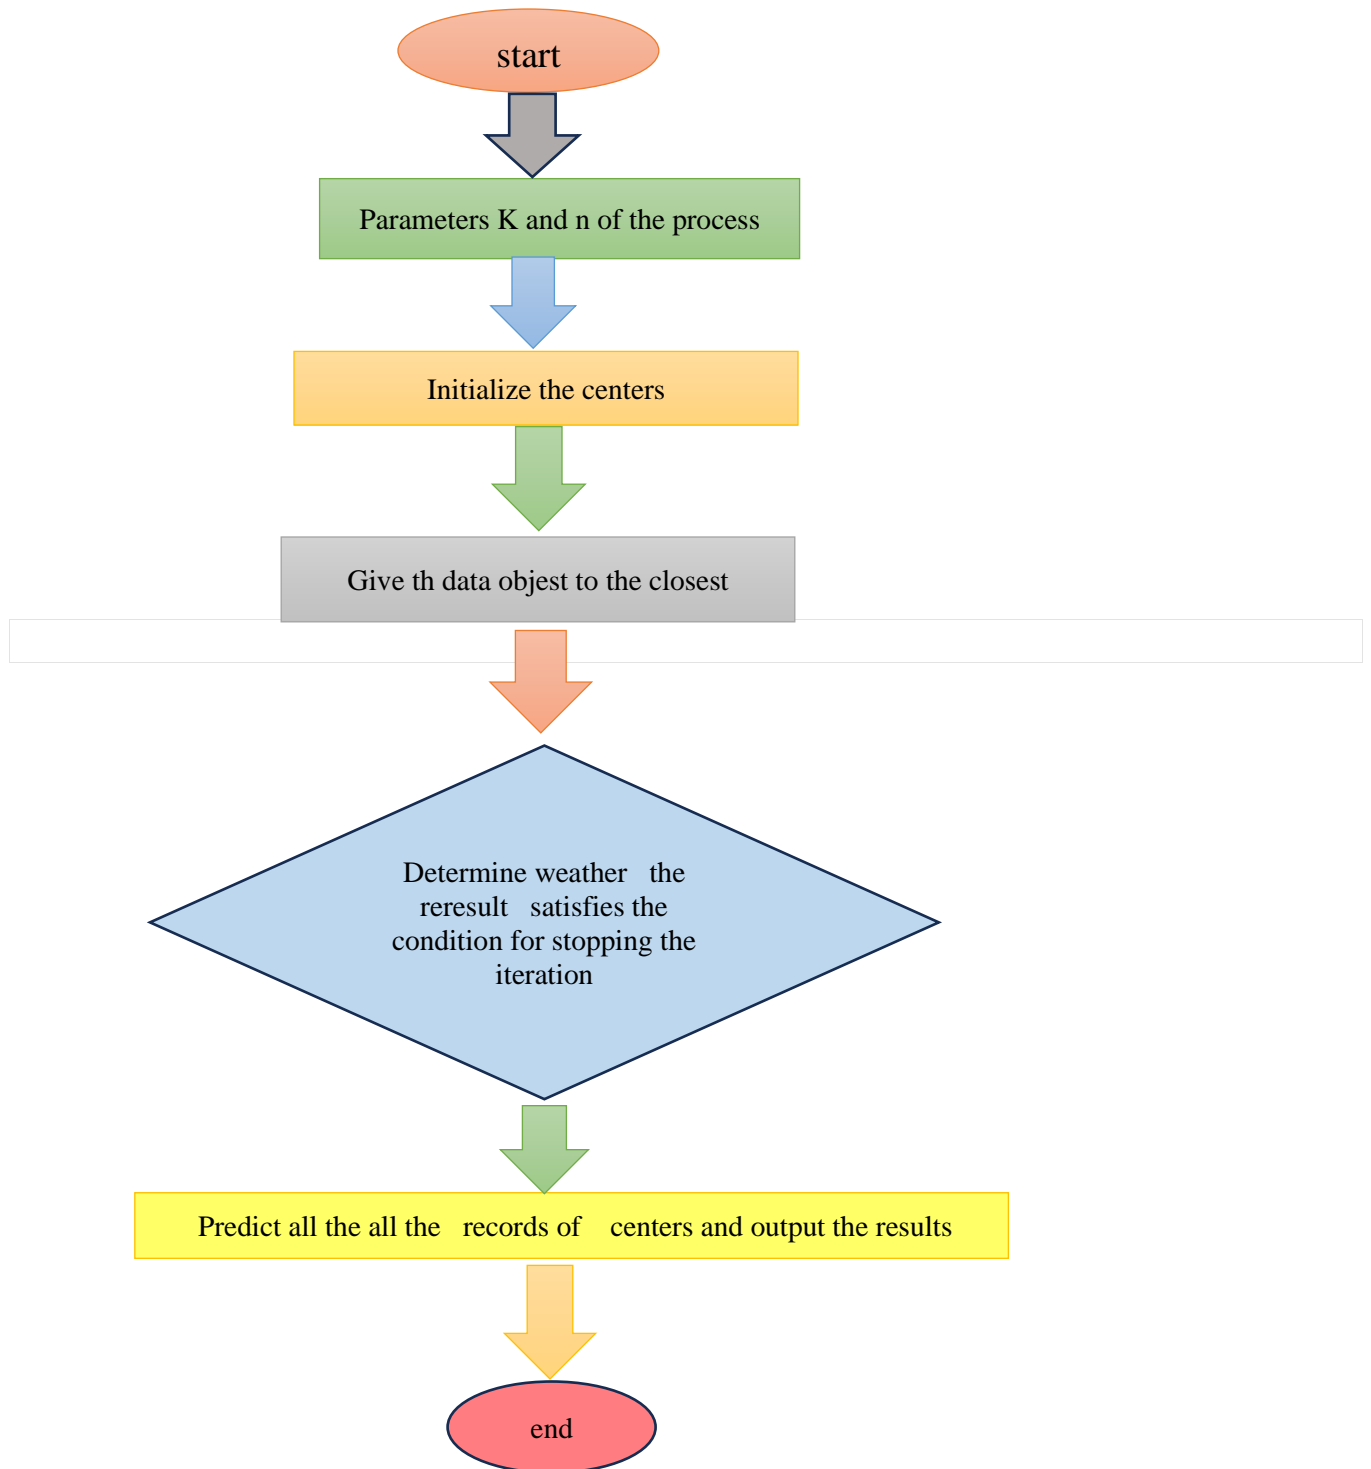 start
Parameters K and n of the process
Initialize the centers
Give th data objest to the closest
Determine weather the
reresult satisfies the
condition for stopping the
iteration
Predict all the all the records of centers and output the results
end